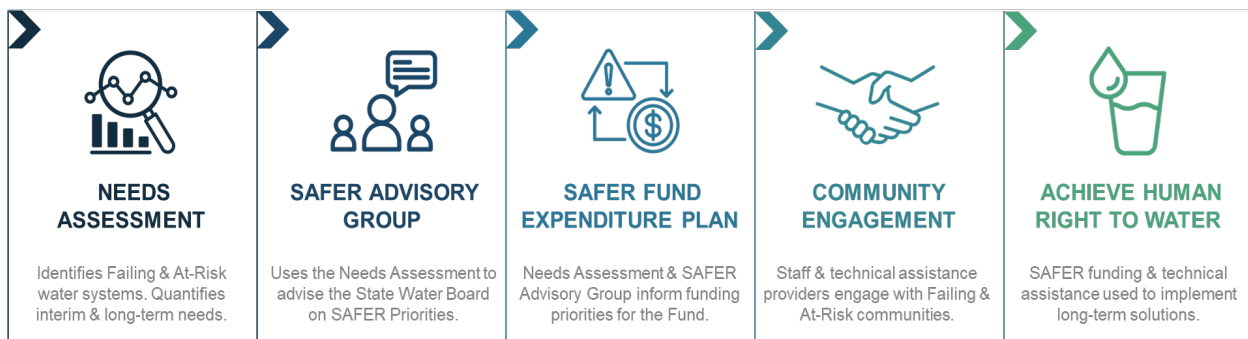 NEEDS
ASSESSMENT
Identifies Failing & At-Risk
water systems. Quantifies
interim & long-term needs.
SAFER ADVISORY
GROUP
Uses the Needs Assessment to
advise the State Water Board
on SAFER Priorities.
$
SAFER FUND
EXPENDITURE PLAN
Needs Assessment & SAFER
Advisory Group inform funding
priorities for the Fund.
COMMUNITY
ENGAGEMENT
Staff & technical assistance
providers engage with Failing &
At-Risk communities.
ACHIEVE HUMAN
RIGHT TO WATER
SAFER funding & technical
assistance used to implement
long-term solutions.